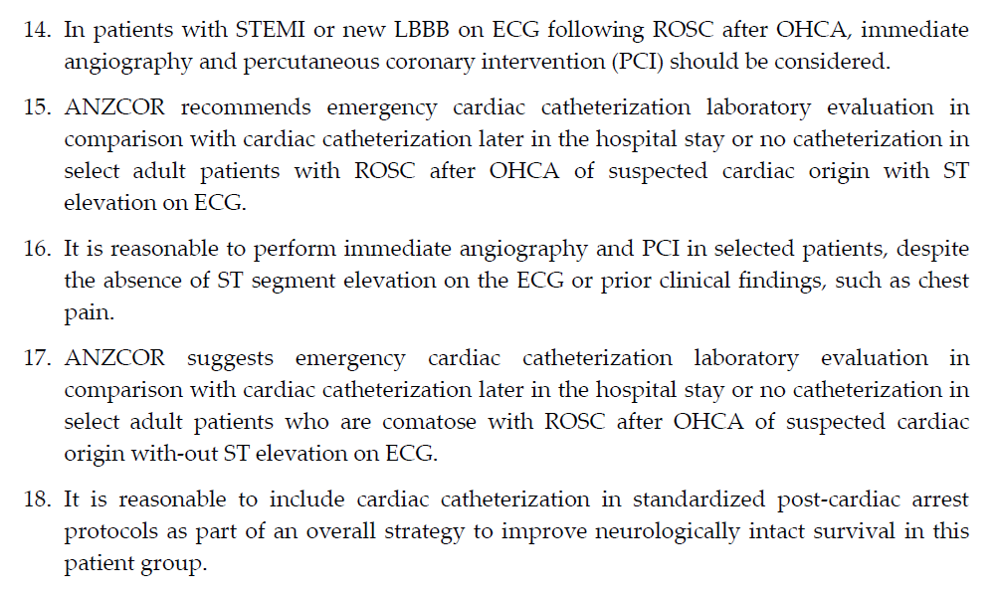 14. In patients with STEMI or new LBBB on ECG following ROSC after OHCA, immediate
angiography and percutaneous coronary intervention (PCI) should be considered.
15. ANZCOR recommends emergency cardiac catheterization laboratory evaluation in
comparison with cardiac catheterization later in the hospital stay or no catheterization in
select adult patients with ROSC after OHCA of suspected cardiac origin with ST
elevation on ECG.
16. It is reasonable to perform immediate angiography and PCI in selected patients, despite
the absence of ST segment elevation on the ECG or prior clinical findings, such as chest
pain.
17. ANZCOR suggests emergency cardiac catheterization laboratory evaluation in
comparison with cardiac catheterization later in the hospital stay or no catheterization in
select adult patients who are comatose with ROSC after OHCA of suspected cardiac
origin with-out ST elevation on ECG.
18. It is reasonable to include cardiac catheterization in standardized post-cardiac arrest
protocols as part of an overall strategy to improve neurologically intact survival in this
patient group.